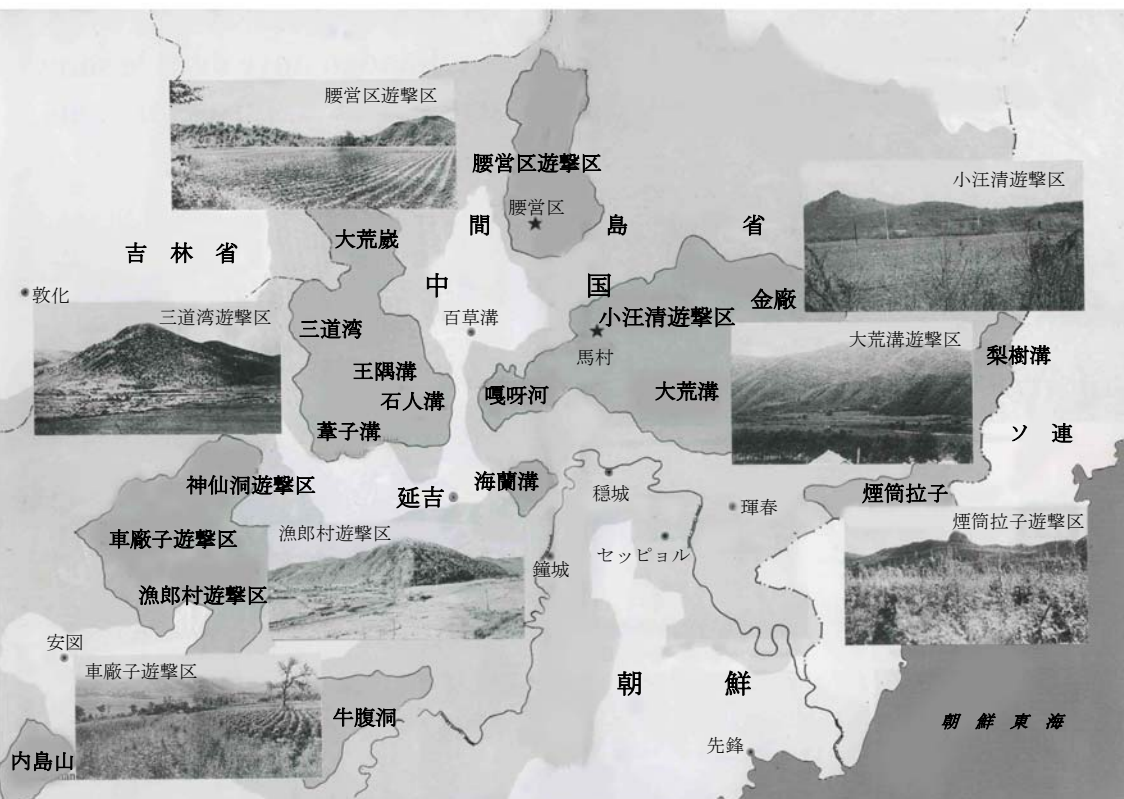 腰営区遊撃区
腰営区遊撃区
小汪清遊撃区
腰営区
間島省
大荒崴
吉林省
中国
敦化
金廠
三道湾遊撃区
三道湾
百草溝
小汪清遊撃区
馬村
大荒溝遊撃区
梨樹溝
王隅溝
石人溝
嘎呀河
大荒溝
葦子溝
ソ連
神仙洞遊撃区
延吉
海蘭溝
穏城
琿春
煙筒拉子
車廠子遊撃区
漁郎村遊撃区
鐘城
セッピョル
煙筒拉子遊撃区
漁郎村遊撃区
安図
車廠子遊撃区
朝鮮
牛腹洞
朝鮮東海
先鋒
内島山